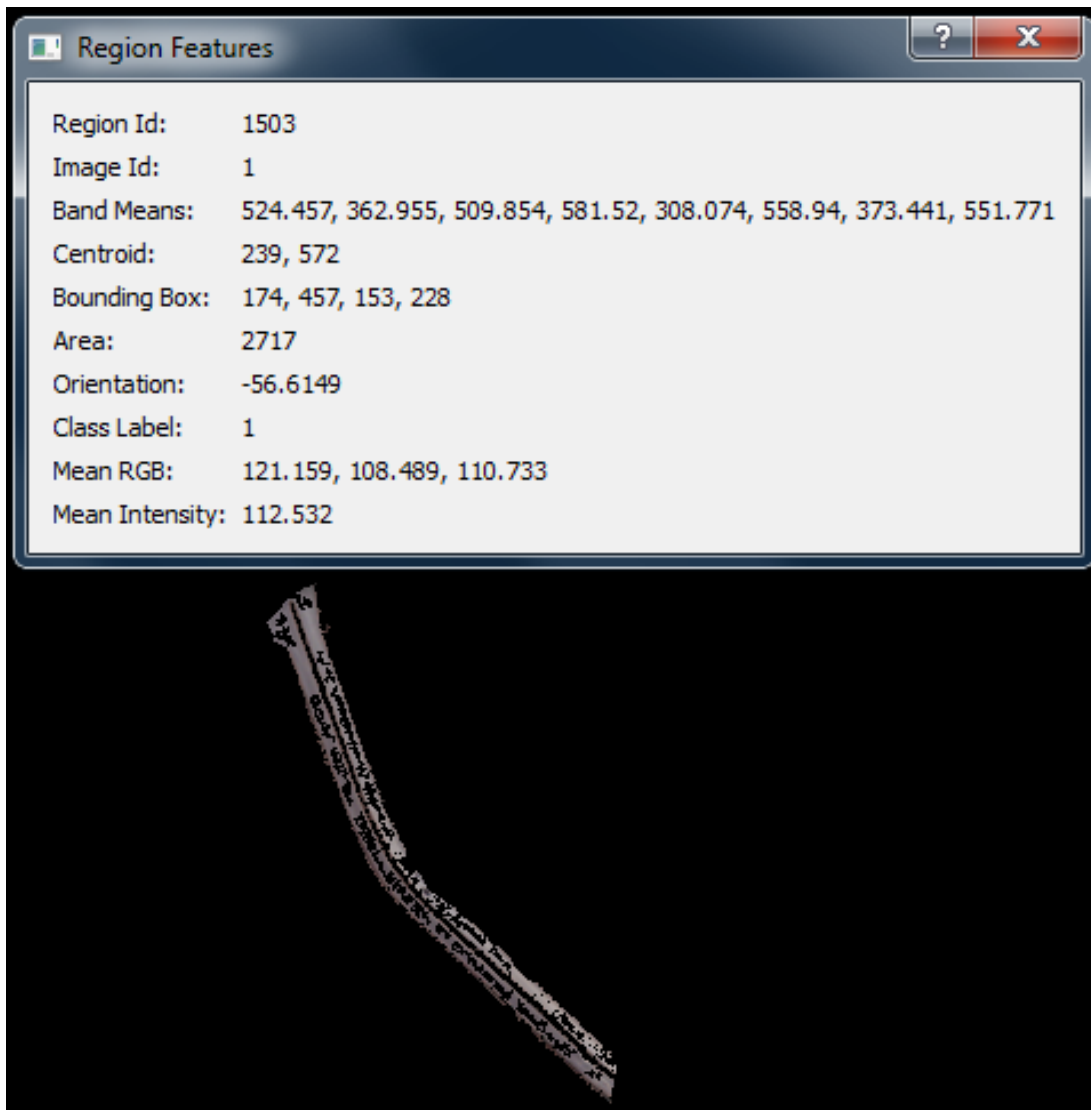 Region Features
Region Id: 1503
Image Id: 1
Band Means: 524.457, 362.955, 509.854, 581.52, 308.074, 558.94, 373.441, 551.771
Centroid: 239, 572
Bounding Box: 174, 457, 153, 228
Area: 2717
Orientation: -56.6149
Class Label: 1
Mean RGB: 121.159, 108.489, 110.733
Mean Intensity: 112.532